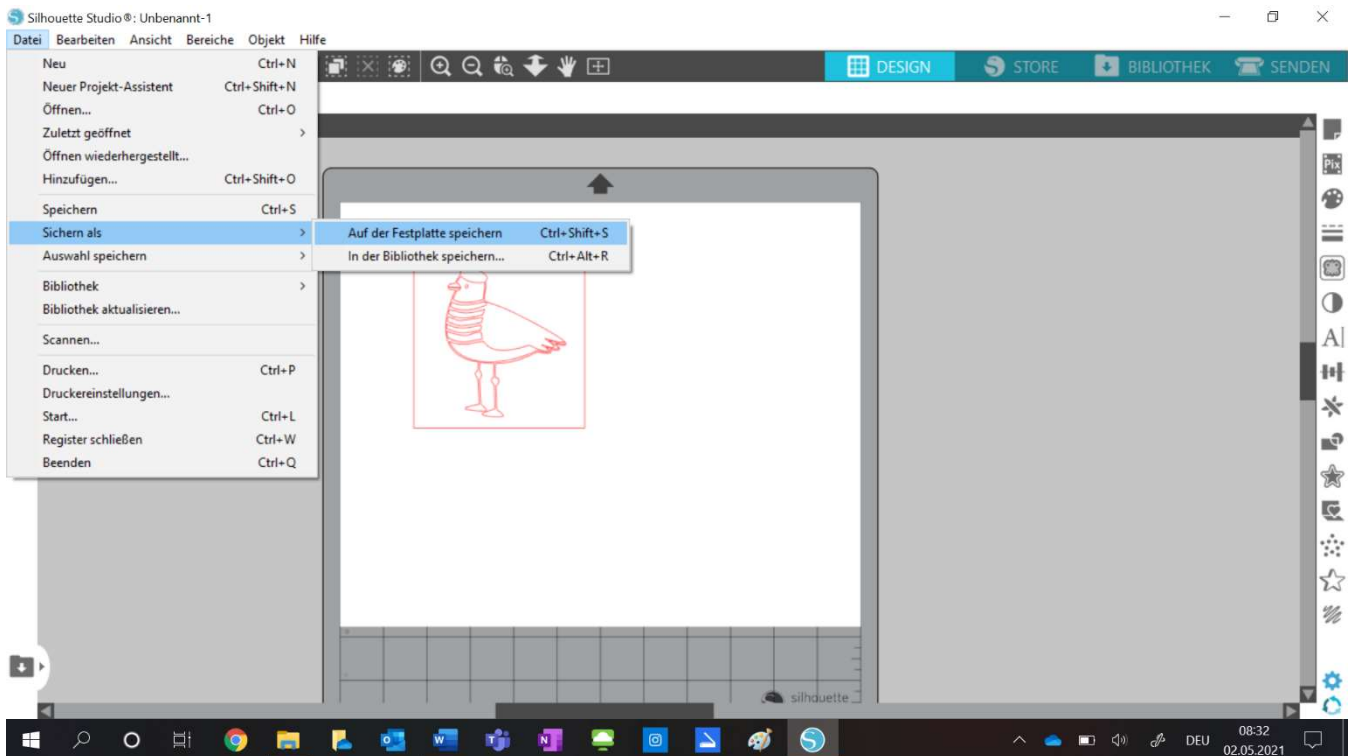 Silhouette Studio®: Unbenannt-1
Datei Bearbeiten Ansicht Bereiche Objekt Hilfe
Neu Ctrl+N
Neuer Projekt-Assistent Ctrl+Shift+N
Öffnen... Ctrl+O
Zuletzt geöffnet
Öffnen wiederhergestellt...
Hinzufügen... Ctrl+Shift+O
Speichern Ctrl+S
Sichern als
Auswahl speichern
Bibliothek
Bibliothek aktualisieren...
Scannen...
Drucken... Ctrl+P
Druckereinstellungen...
Start... Ctrl+L
Register schließen Ctrl+W
Beenden Ctrl+Q
Auf der Festplatte speichern Ctrl+Shift+S
In der Bibliothek speichern... Ctrl+Alt+R
DESIGN STORE BIBLIOTHEK SENDEN
Pix
A
silhouette
DEU
08:32
02.05.2021